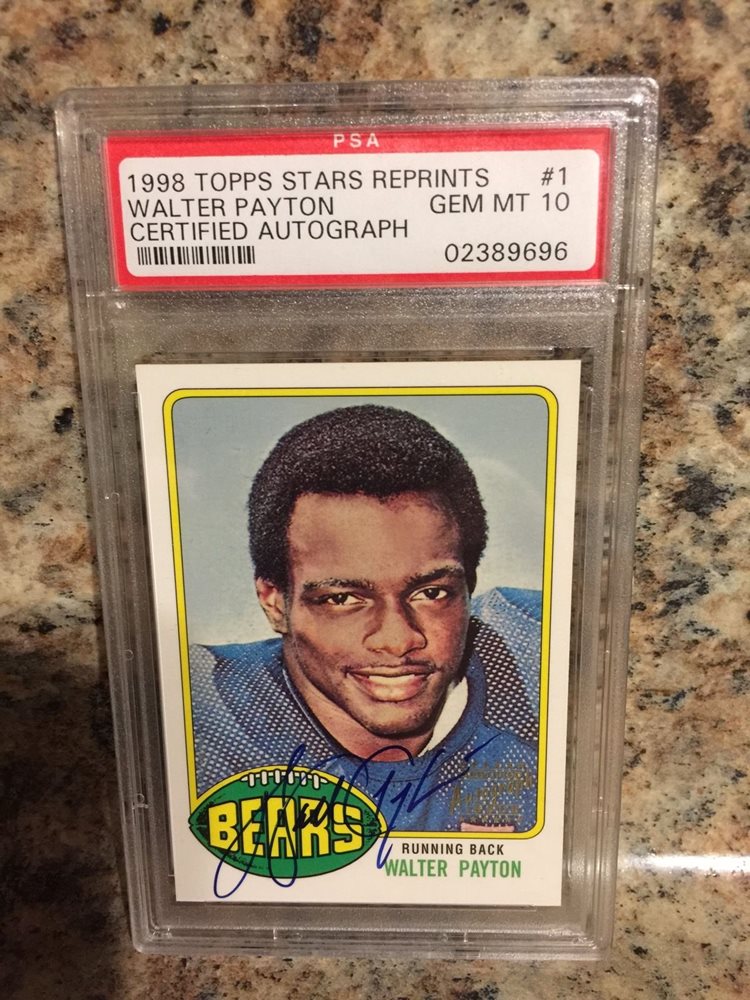 PSA
1998 TOPPS STARS REPRINTS #1
WALTER PAYTON GEM MT 10
CERTIFIED AUTOGRAPH
02389696
BEARS
RUNNING BACK
WALTER PAYTON